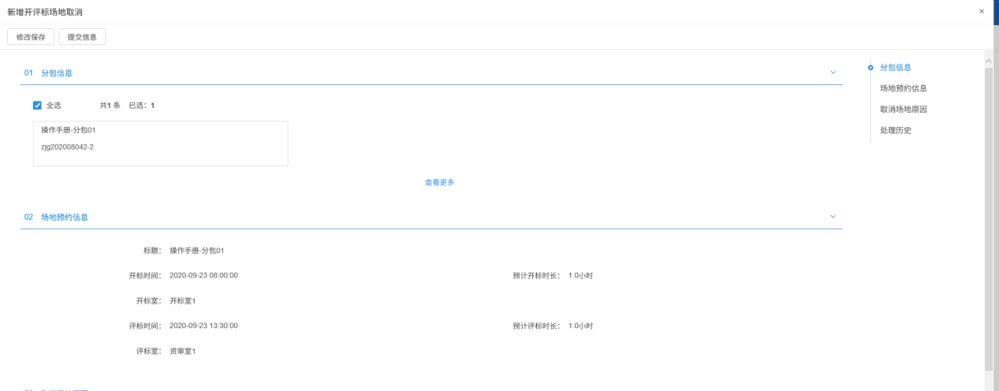 新增开评标场地取消
×
修改保存 提交信息
01 分包信息
分包信息
场地预约信息
取消场地原因
处理历史
全选 共1 条 已选：1
操作手册-分包01
zjg202008042-2
查看更多
02 场地预约信息
标题： 操作手册-分包01
开标时间： 2020-09-23 08:00:00 预计开标时长： 1.0小时
开标室： 开标室1
评标时间： 2020-09-23 13:30:00 预计评标时长： 1.0小时
评标室： 资审室1